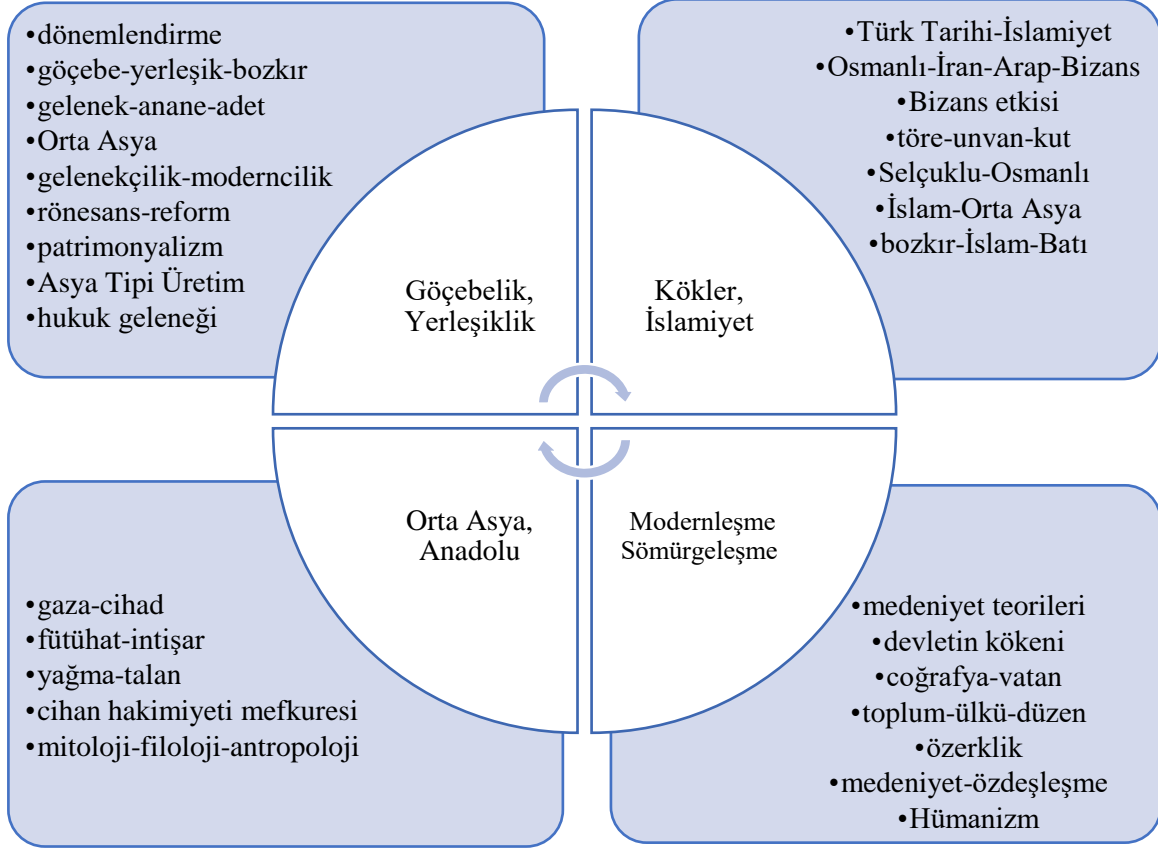 •dönemlendirme
•göçebe-yerleşik-bozkır
•gelenek-anane-adet
•Orta Asya
•gelenekçilik-moderncilik
•rönesans-reform
•patrimonyalizm
•Asya Tipi Üretim
•hukuk geleneği
•Türk Tarihi-İslamiyet
•Osmanlı-İran-Arap-Bizans
•Bizans etkisi
•töre-unvan-kut
•Selçuklu-Osmanlı
•İslam-Orta Asya
•bozkır-İslam-Batı
Göçebelik,
Yerleşiklik
Kökler,
İslamiyet
Orta Asya,
Anadolu
Modernleşme
Sömürgeleşme
•gaza-cihad
•fütühat-intişar
•yağma-talan
•cihan hakimiyeti mefkuresi
•mitoloji-filoloji-antropoloji
•medeniyet teorileri
•devletin kökeni
•coğrafya-vatan
•toplum-ülkü-düzen
•özerklik
•medeniyet-özdeşleşme
•Hümanizm